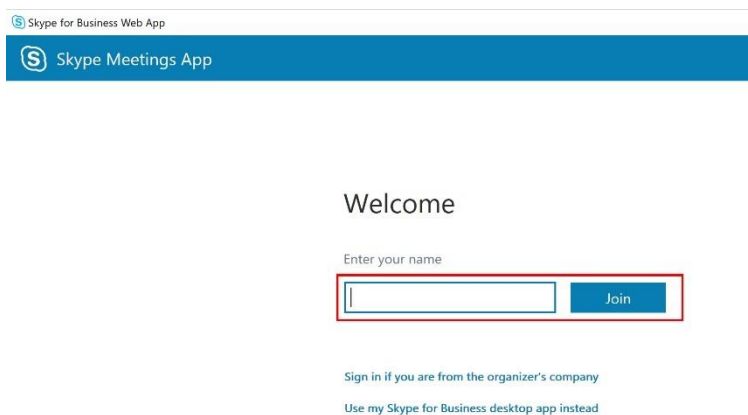 Skype for Business Web App
Skype Meetings App
Welcome
Enter your name
Join
Sign in if you are from the organizer's company
Use my Skype for Business desktop app instead